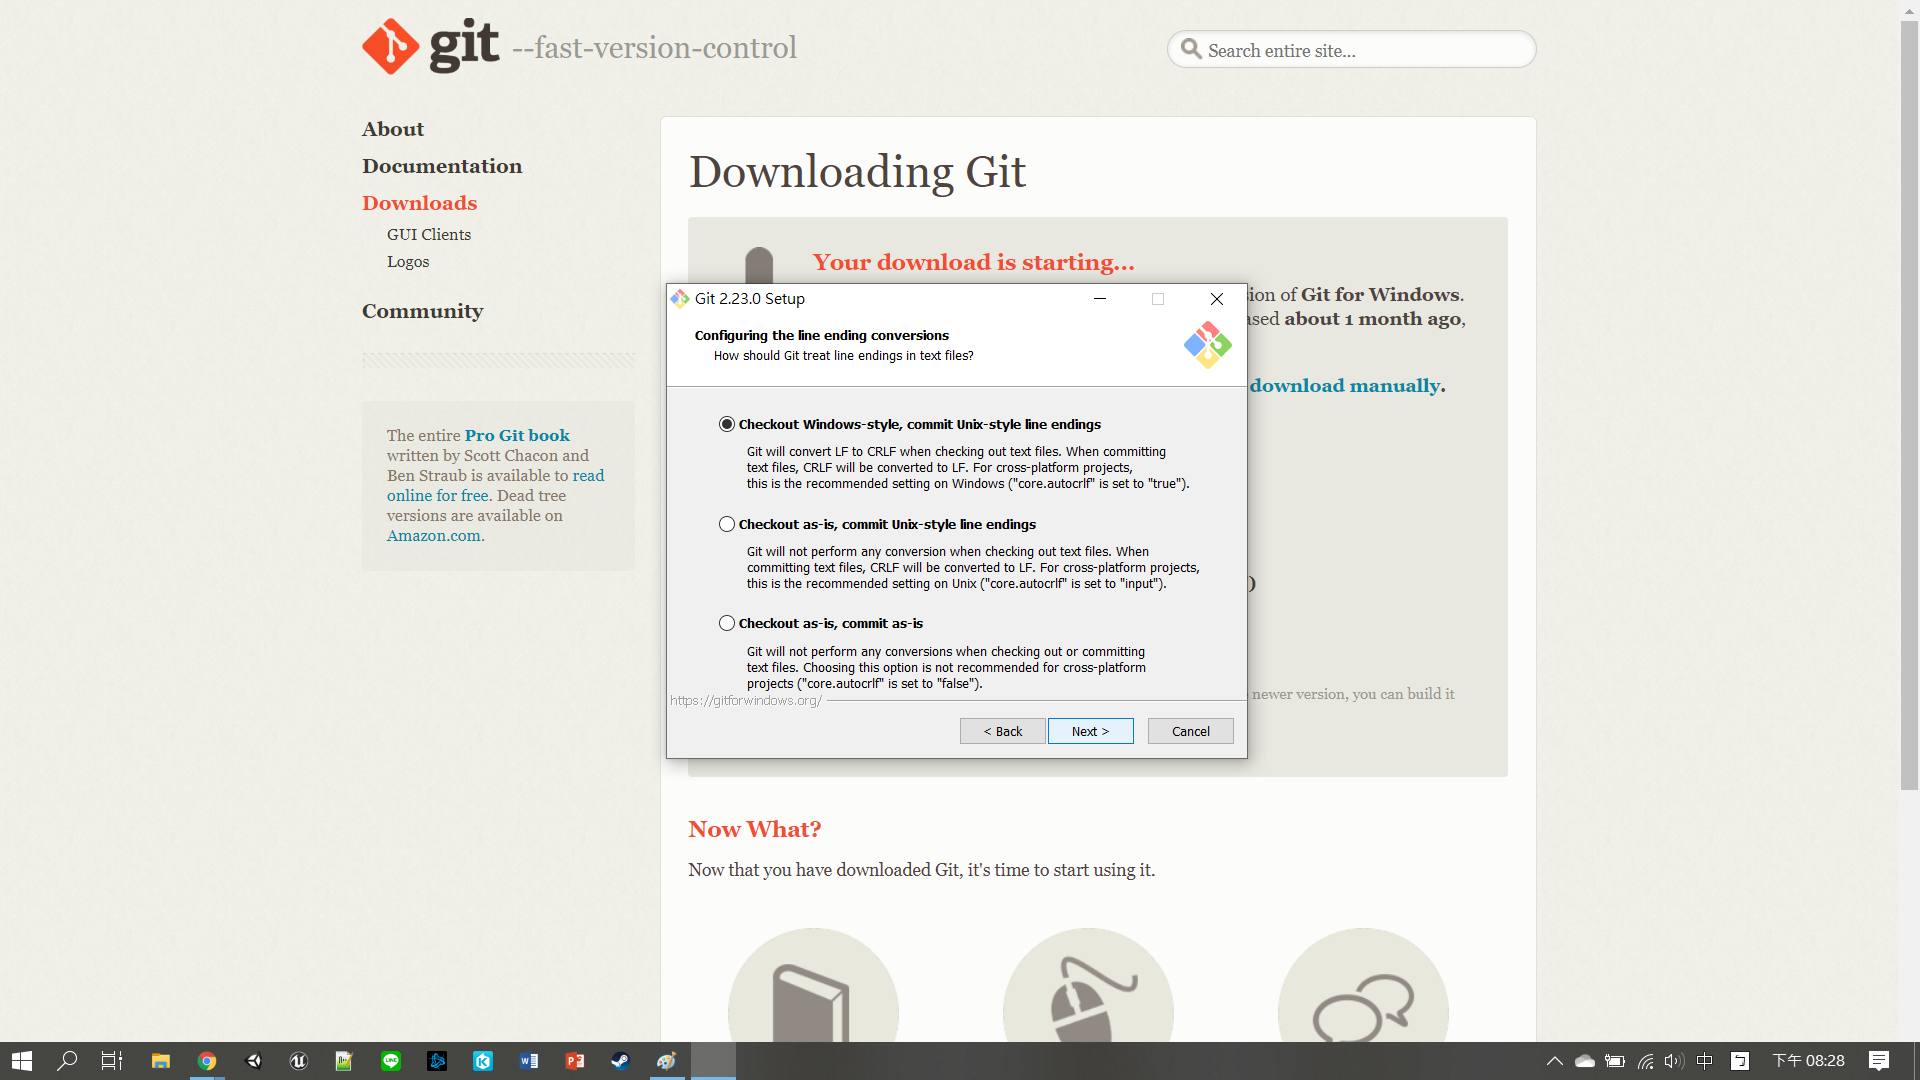 git --fast-version-control
Search entire site...
About
Documentation
Downloads
GUI Clients
Logos
Community
The entire Pro Git book
written by Scott Chacon and
Ben Straub is available to read
online for free. Dead tree
versions are available on
Amazon.com.
Downloading Git
Your download is starting...
ion of Git for Windows.
ased about 1 month ago,
download manually.
)
newer version, you can build it
Git 2.23.0 Setup
Configuring the line ending conversions
How should Git treat line endings in text files?
Checkout Windows-style, commit Unix-style line endings
Git will convert LF to CRLF when checking out text files. When committing
text files, CRLF will be converted to LF. For cross-platform projects,
this is the recommended setting on Windows ("core.autocrlf" is set to "true").
Checkout as-is, commit Unix-style line endings
Git will not perform any conversion when checking out text files. When
committing text files, CRLF will be converted to LF. For cross-platform projects,
this is the recommended setting on Unix ("core.autocrlf" is set to "input").
Checkout as-is, commit as-is
Git will not perform any conversions when checking out or committing
text files. Choosing this option is not recommended for cross-platform
projects ("core.autocrlf" is set to "false").
https://gitforwindows.org/
< Back
Next >
Cancel
Now What?
Now that you have downloaded Git, it's time to start using it.
中
ㄅ
下午 08:28